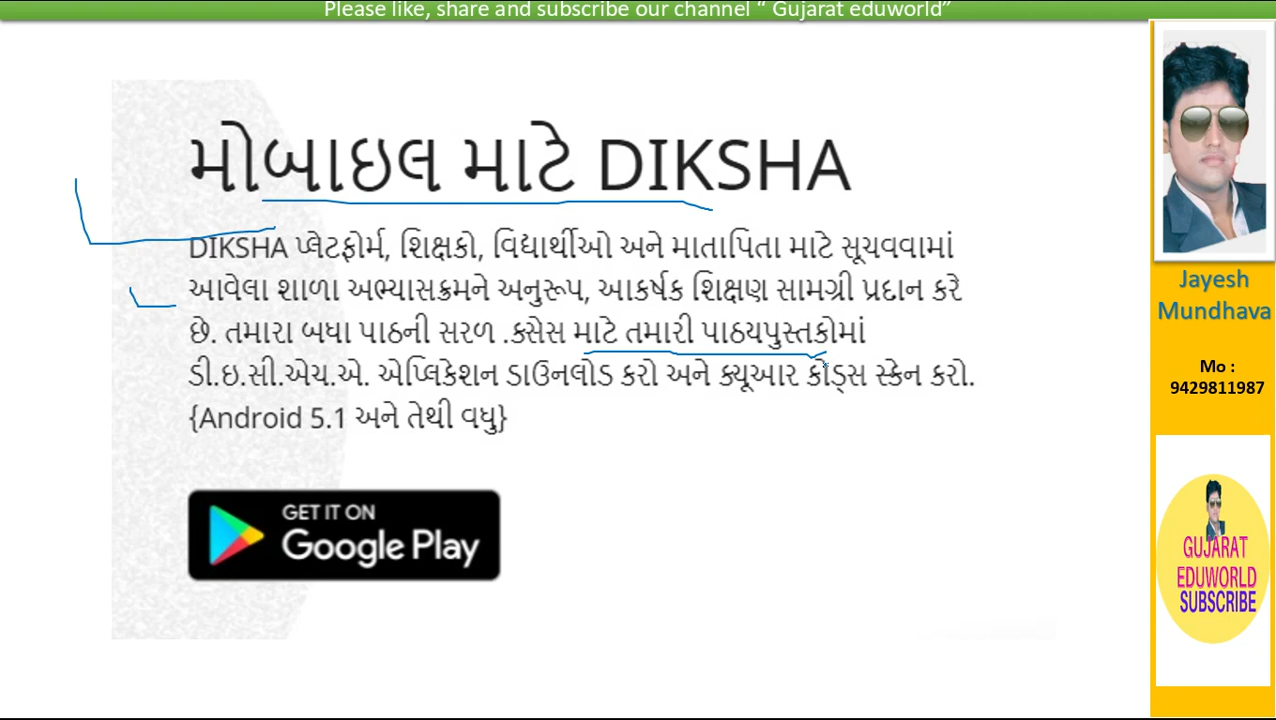 Please like, share and subscribe our channel “ Gujarat eduworld”
મોબાઇલ માટે DIKSHA
DIKSHA પ્લેટફોર્મ, શિક્ષકો, વિદ્યાર્થીઓ અને માતાપિતા માટે સૂચવવામાં
આવેલા શાળા અભ્યાસક્રમને અનુરૂપ, આકર્ષક શિક્ષણ સામગ્રી પ્રદાન કરે
છે. તમારા બધા પાઠની સરળ .ક્સેસ માટે તમારી પાઠયપુસ્તકોમાં
ડી.ઇ.સી.એચ.એ. એપ્લિકેશન ડાઉનલોડ કરો અને ક્યૂઆર કોડ્સ સ્કેન કરો.
{Android 5.1 અને તેથી વધુ}
GET IT ON
Google Play
Jayesh
Mundhava
Mo :
9429811987
GUJARAT
EDUWORLD
SUBSCRIBE